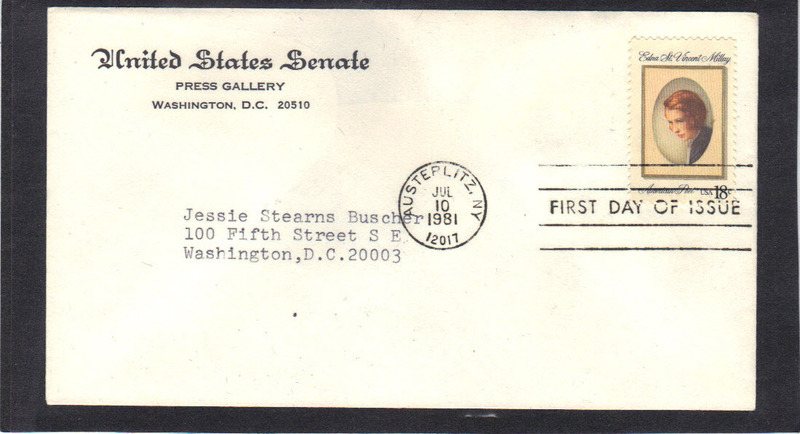 United States Senate
PRESS GALLERY
WASHINGTON, D.C. 20510
Edna St. Vincent Millay
American Poet USA 18c
FIRST DAY OF ISSUE
AUSTERLITZ, NY
JUL
10
1981
12017
Jessie Stearns Buscher
100 Fifth Street S E
Washington,D.C.20003